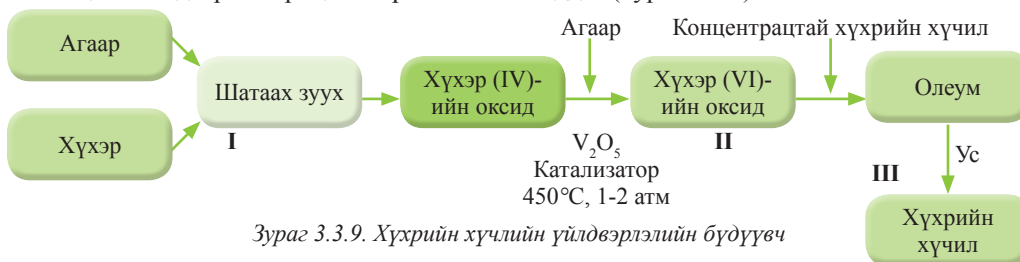 Агаар
Хүхэр
Шатаах зуух
I
Хүхэр (IV)-
ийн оксид
Агаар
V₂O₅
Катализатор
450°C, 1-2 атм
Хүхэр (VI)-
ийн оксид
II
Концентрацтай хүхрийн хүчил
Олеум
III
Ус
Хүхрийн
хүчил
Зураг 3.3.9. Хүхрийн хүчлийн үйлдвэрлэлийн бүдүүвч